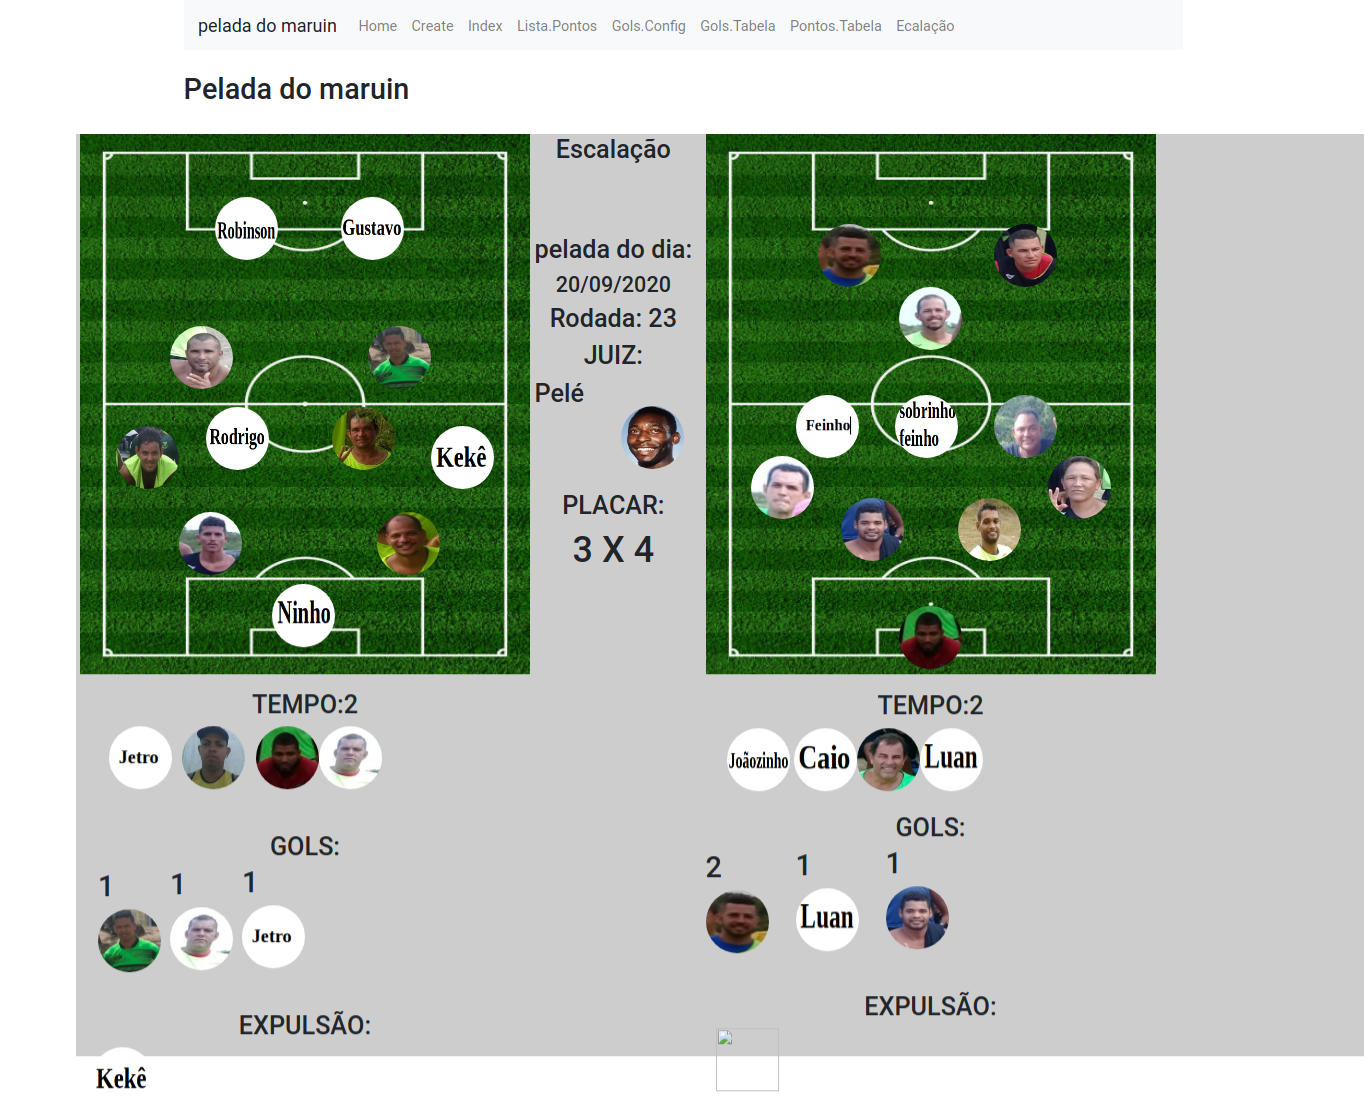 pelada do maruin Home Create Index Lista.Pontos Gols.Config Gols.Tabela Pontos.Tabela Ecalação
Pelada do maruin
Robinson Gustavo
Rodrigo
Kekê
Ninho
Escalação
pelada do dia:
20/09/2020
Rodada: 23
JUIZ:
Pelé
PLACAR:
3 X 4
Feinho
sobrinho
feinho
TEMPO:2
Jetro
GOLS:
1 1 1
Jetro
EXPULSÃO:
Kekê
TEMPO:2
Joãozinho Caio Luan
GOLS:
2 1 1
Luan
EXPULSÃO: